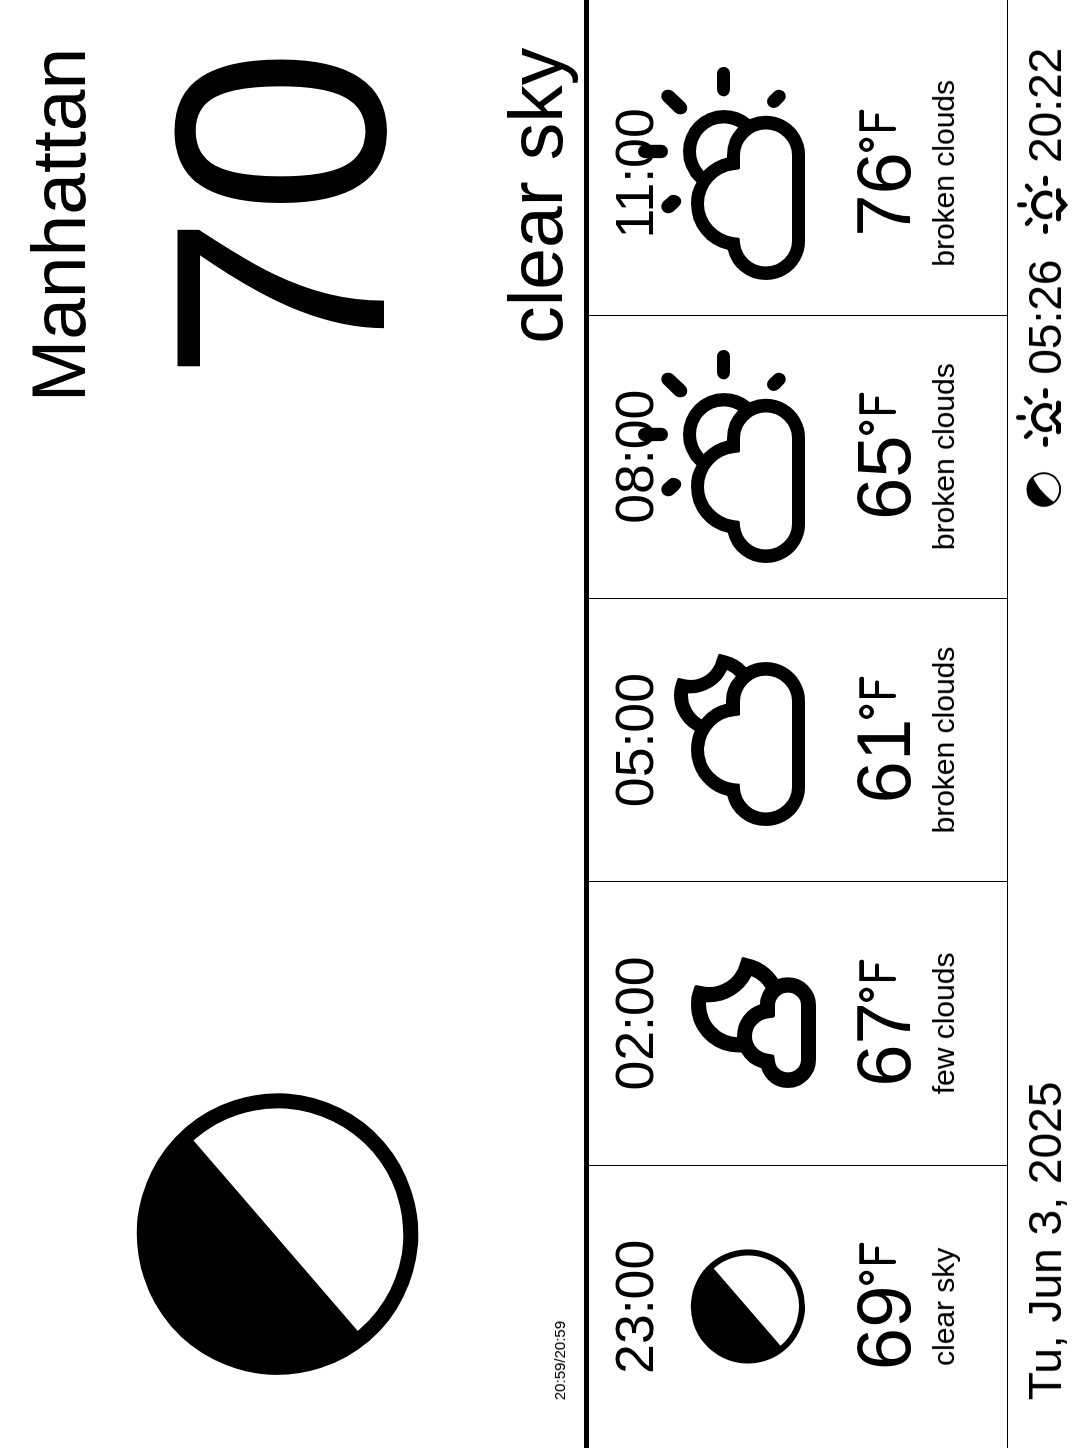 Manhattan
70
clear sky
20:59/20:59
23:00
69°F
clear sky
02:00
67°F
few clouds
05:00
61°F
broken clouds
08:00
65°F
broken clouds
11:00
76°F
broken clouds
Tu, Jun 3, 2025
05:26
20:22